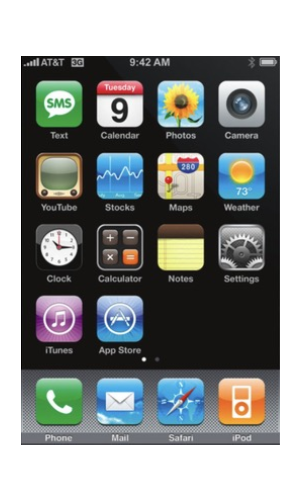 AT&T 3G 9:42 AM
SMS Tuesday
9
Text Calendar Photos Camera
280
73°
YouTube Stocks Maps Weather
Clock Calculator Notes Settings
iTunes App Store
Phone Mail Safari iPod